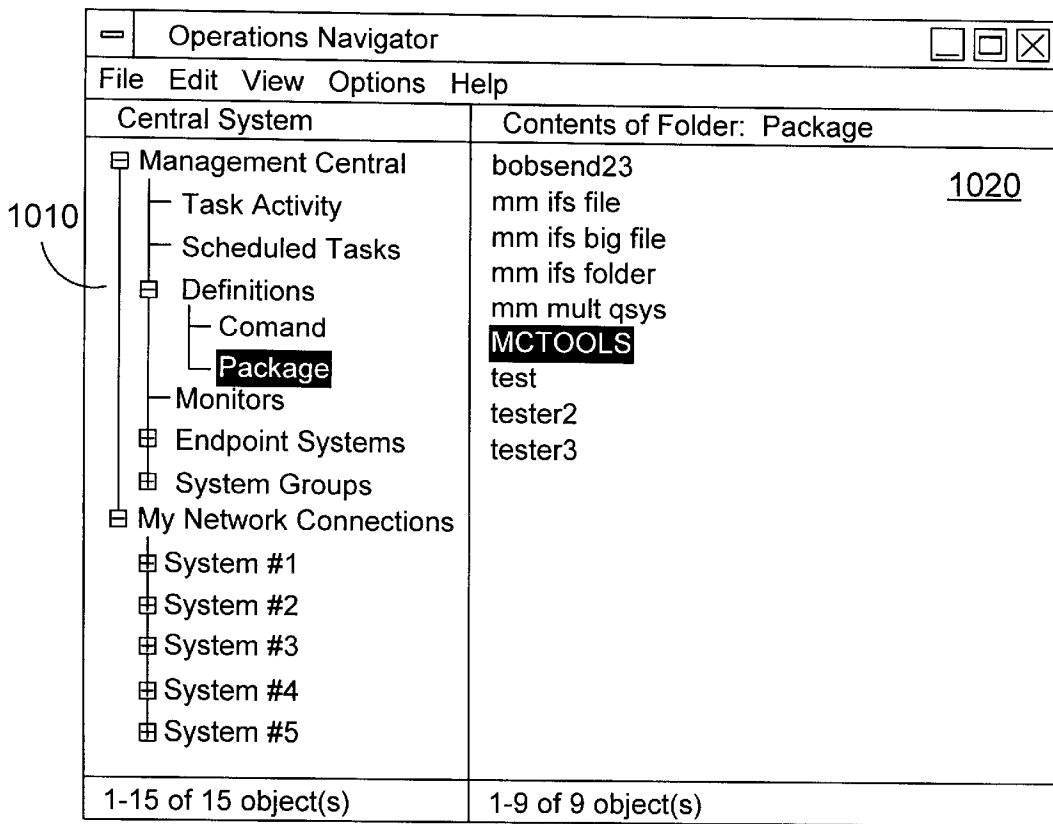 Operations Navigator
File Edit View Options Help
Central System
Contents of Folder: Package
Management Central
Task Activity
Scheduled Tasks
Definitions
Comand
Package
Monitors
Endpoint Systems
System Groups
My Network Connections
System #1
System #2
System #3
System #4
System #5
1010
bobsend23
mm ifs file
mm ifs big file
mm ifs folder
mm mult qsys
MCTOOLS
test
tester2
tester3
1020
1-15 of 15 object(s)
1-9 of 9 object(s)